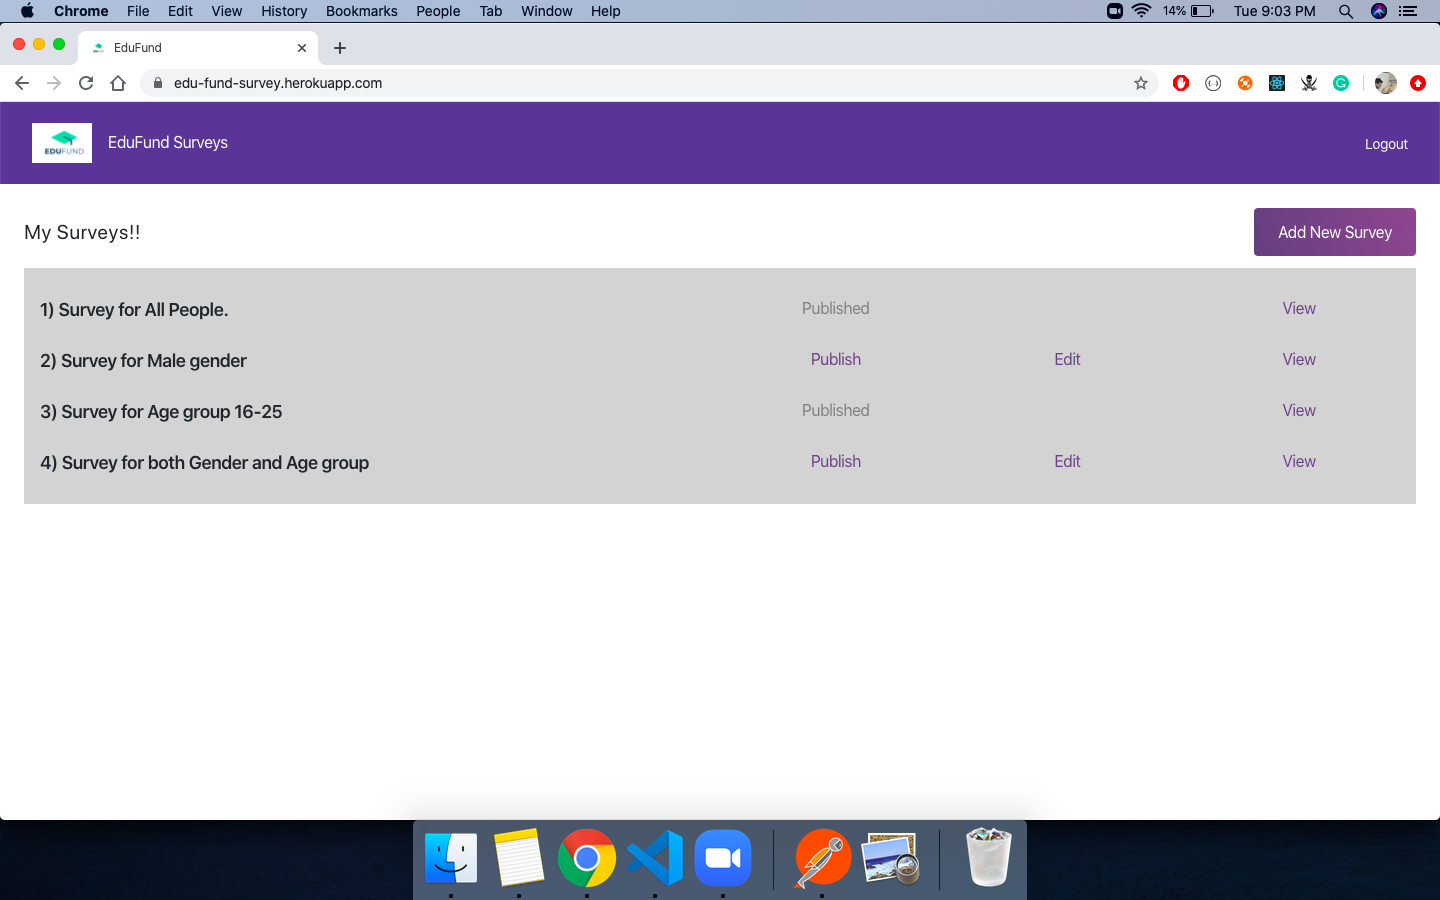 Chrome File Edit View History Bookmarks People Tab Window Help 14% Tue 9:03 PM
EduFund
edu-fund-survey.herokuapp.com
EDUFUND EduFund Surveys Logout
My Surveys!! Add New Survey
1) Survey for All People. Published View
2) Survey for Male gender Publish Edit View
3) Survey for Age group 16-25 Published View
4) Survey for both Gender and Age group Publish Edit View